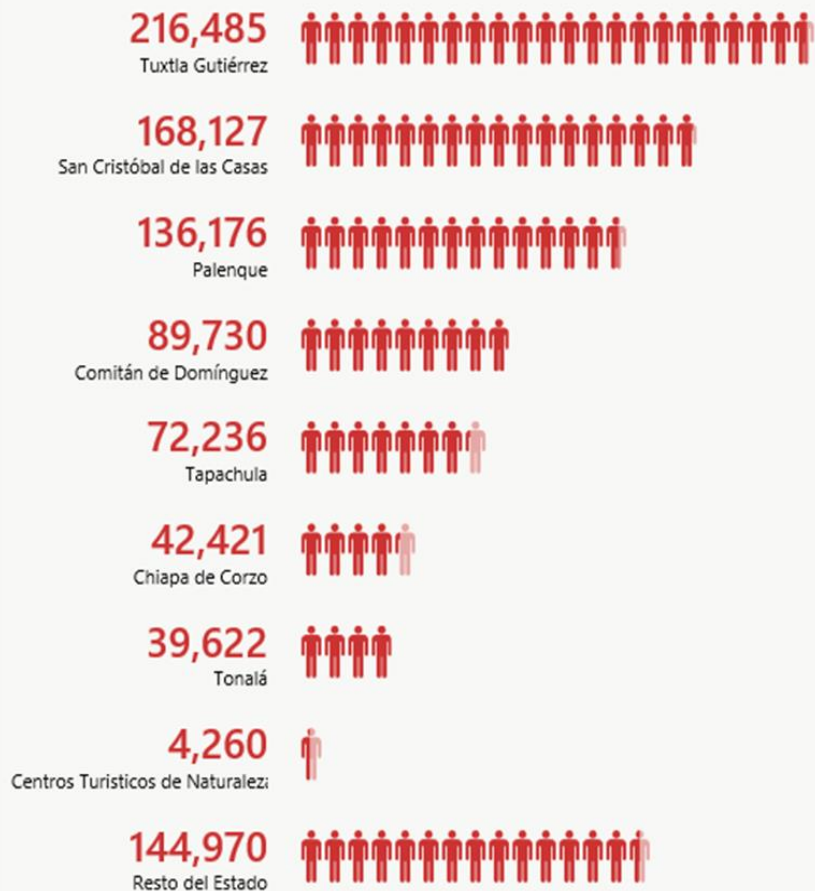 216,485
Tuxtla Gutiérrez
168,127
San Cristóbal de las Casas
136,176
Palenque
89,730
Comitán de Domínguez
72,236
Tapachula
42,421
Chiapa de Corzo
39,622
Tonalá
4,260
Centros Turisticos de Naturaleza
144,970
Resto del Estado